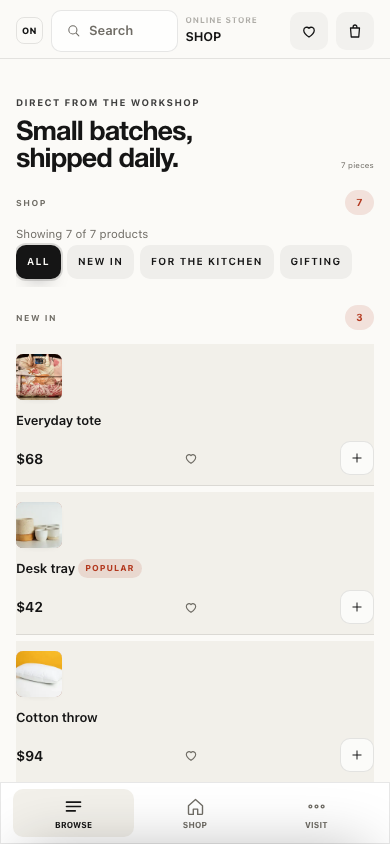 ON
Search
ONLINE STORE
SHOP
DIRECT FROM THE WORKSHOP
Small batches,
shipped daily.
7 pieces
SHOP
7
Showing 7 of 7 products
ALL
NEW IN
FOR THE KITCHEN
GIFTING
NEW IN
3
Everyday tote
$68
Desk tray POPULAR
$42
Cotton throw
$94
BROWSE
SHOP
VISIT